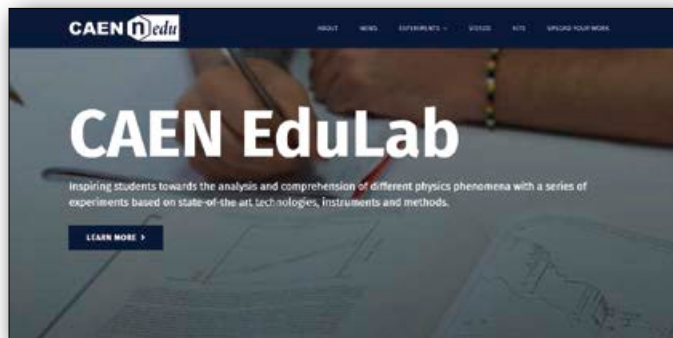 CAEN n edu
ABOUT NEWS EXPERIMENTS VIDEOS KITS UPLOAD YOUR WORK
CAEN EduLab
Inspiring students towards the analysis and comprehension of different physics phenomena with a series of
experiments based on state-of-the art technologies, instruments and methods.
LEARN MORE